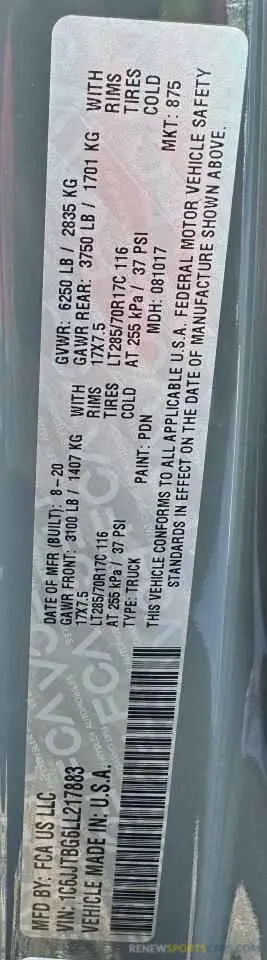 MFD BY: FCA US LLC
DATE OF MFR (BUILT): 8-20
GVWR: 6250 LB / 2835 KG
GAWR FRONT: 3100 LB / 1407 KG WITH
GAWR REAR: 3750 LB / 1701 KG WITH
17X7.5 RIMS
17X7.5 RIMS
LT285/70R17C 116 TIRES
LT285/70R17C 116 TIRES
AT 255 kPa / 37 PSI COLD
AT 255 kPa / 37 PSI COLD
VIN: 1C6JJTBG6LL217883
TYPE: TRUCK
PAINT: PDN
MDH: 081017
MKT: 875
VEHICLE MADE IN: U.S.A.
THIS VEHICLE CONFORMS TO ALL APPLICABLE U.S.A. FEDERAL MOTOR VEHICLE SAFETY
STANDARDS IN EFFECT ON THE DATE OF MANUFACTURE SHOWN ABOVE.
RENEWSPORTSCARS.COM